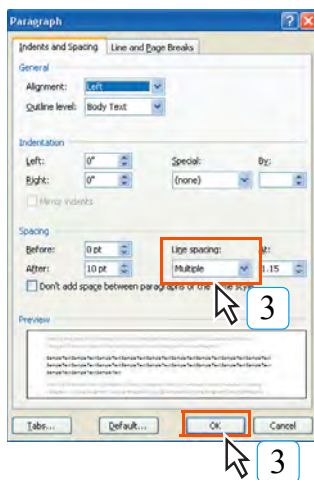 Paragraph
Indents and Spacing Line and Page Breaks
General
Alignment: Left
Outline level: Body Text
Indentation
Left: 0" Special: By:
Right: 0" (none)
Mirror indents
Spacing
Before: 0 pt Line spacing: At:
After: 10 pt Multiple 1.15
Don't add space between paragraphs of the same style
3
Preview
SampleTextSampleTextSampleTextSampleTextSampleTextSampleTextSampleTextSampleText
Tabs... Default... OK Cancel
3